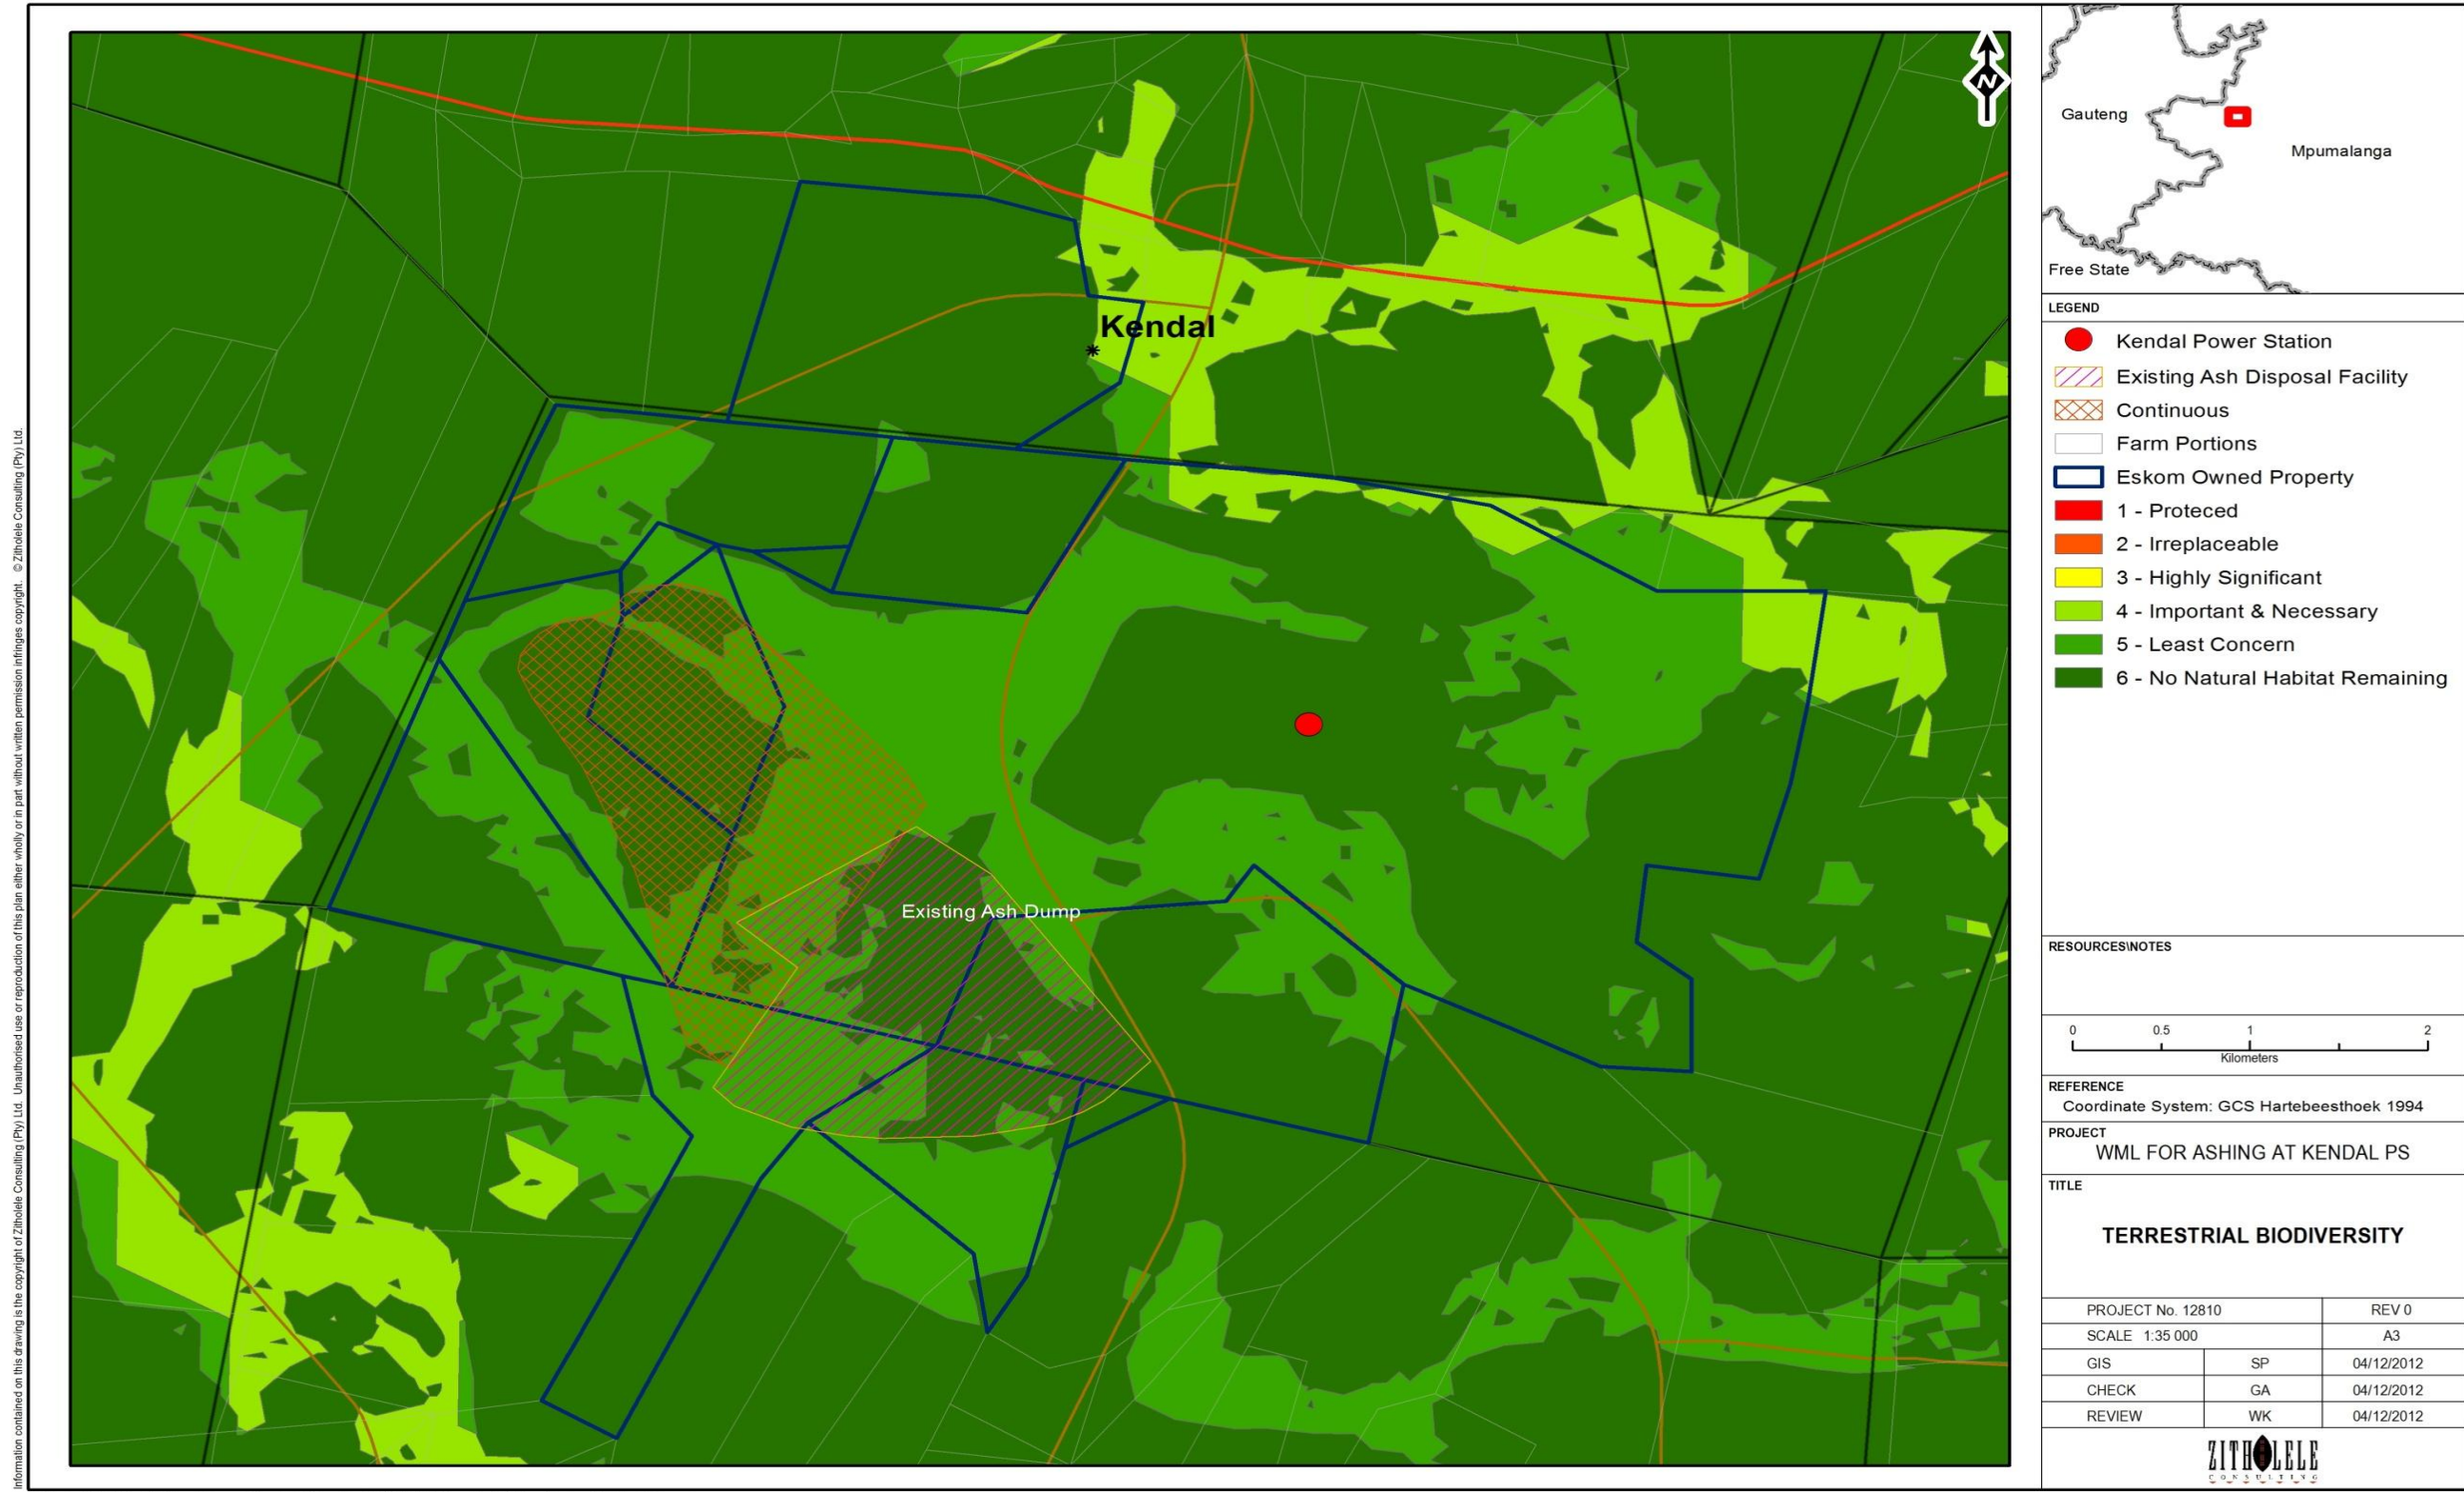 Information contained on this drawing is the copyright of Zitholele Consulting (Pty) Ltd. Unauthorised use or reproduction of this plan either wholly or in part without written permission infringes copyright. © Zitholele Consulting (Pty) Ltd.
N
Kendal
Existing Ash Dump
Gauteng
Mpumalanga
Free State
LEGEND
Kendal Power Station
Existing Ash Disposal Facility
Continuous
Farm Portions
Eskom Owned Property
1 - Proteced
2 - Irreplaceable
3 - Highly Significant
4 - Important & Necessary
5 - Least Concern
6 - No Natural Habitat Remaining
RESOURCES\NOTES
0 0.5 1 2
Kilometers
REFERENCE
Coordinate System: GCS Hartebeesthoek 1994
PROJECT
WML FOR ASHING AT KENDAL PS
TITLE
TERRESTRIAL BIODIVERSITY
PROJECT No. 12810 REV 0
SCALE 1:35 000 A3
GIS SP 04/12/2012
CHECK GA 04/12/2012
REVIEW WK 04/12/2012
ZITHOLELE
CONSULTING